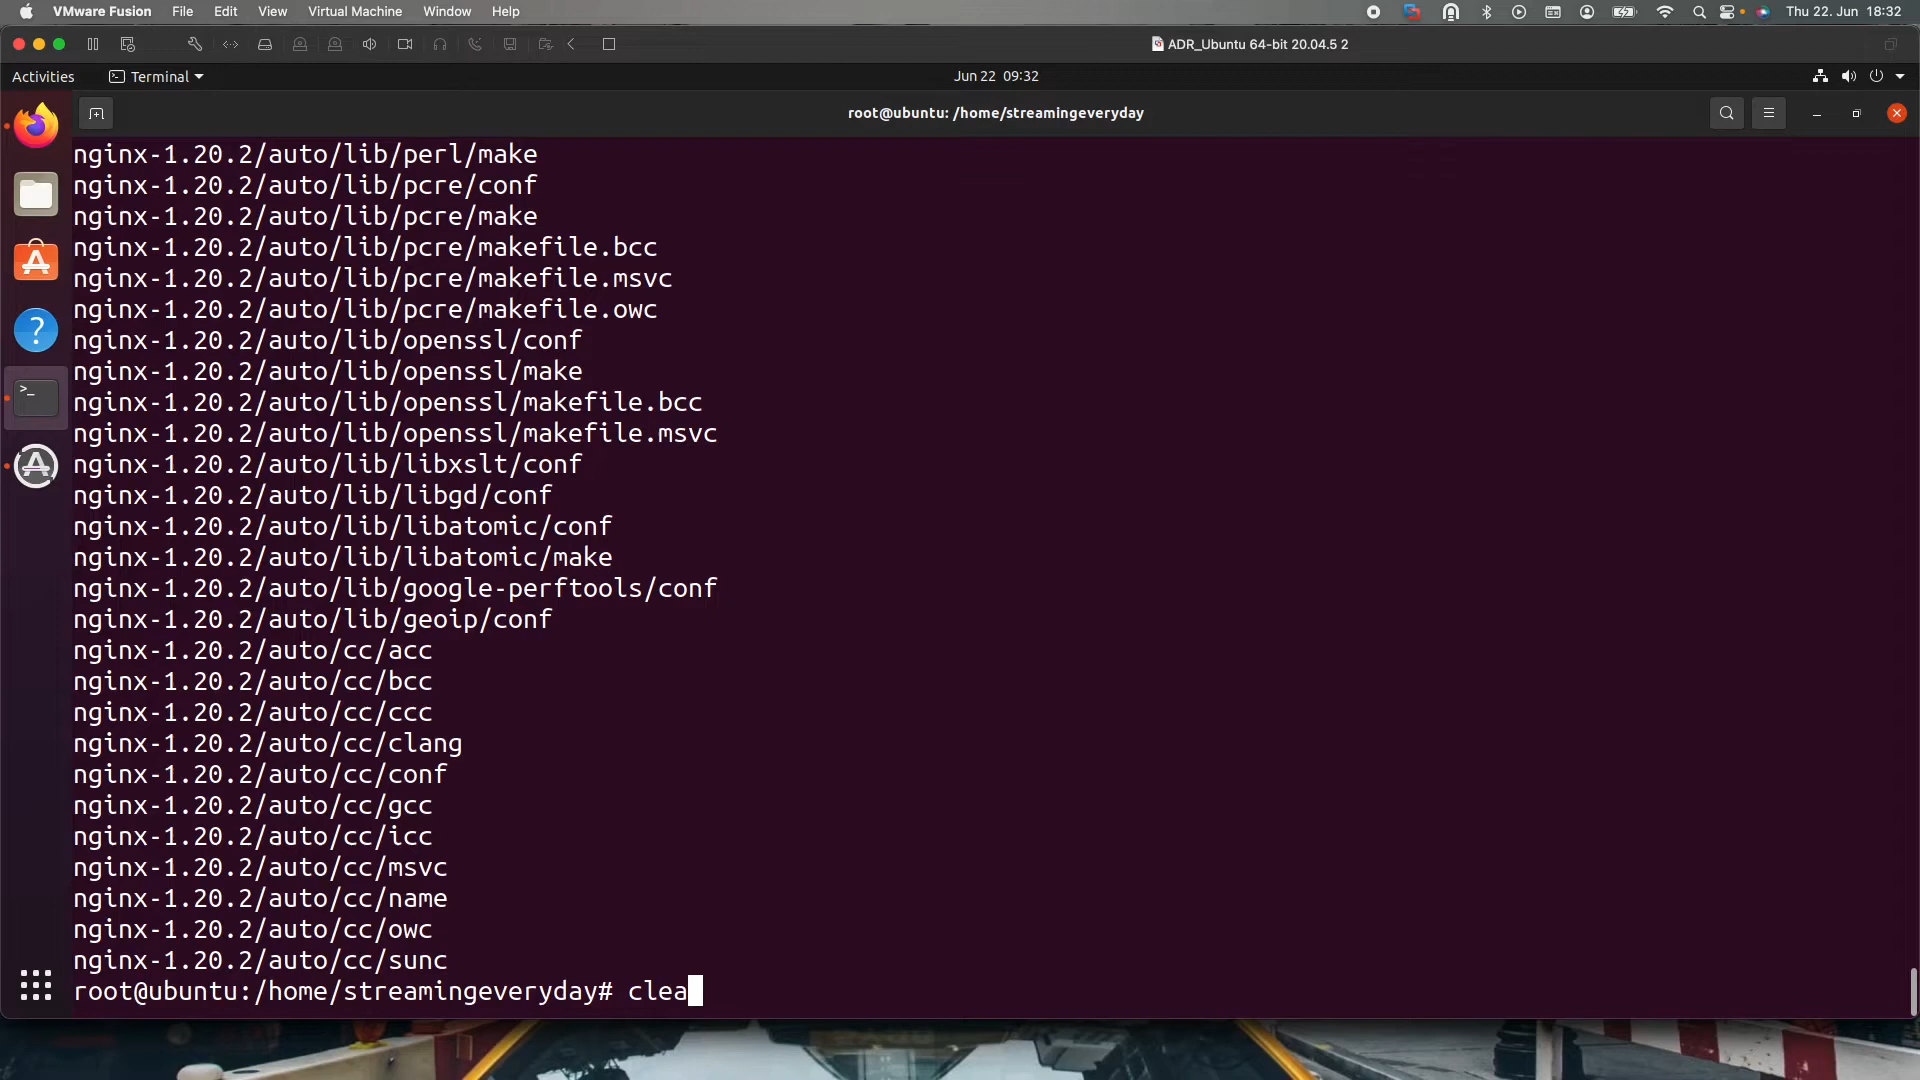 VMware Fusion File Edit View Virtual Machine Window Help Thu 22. Jun 18:32
ADR_Ubuntu 64-bit 20.04.5 2
Activities Terminal Jun 22 09:32
root@ubuntu: /home/streamingeveryday
nginx-1.20.2/auto/lib/perl/make
nginx-1.20.2/auto/lib/pcre/conf
nginx-1.20.2/auto/lib/pcre/make
nginx-1.20.2/auto/lib/pcre/makefile.bcc
nginx-1.20.2/auto/lib/pcre/makefile.msvc
nginx-1.20.2/auto/lib/pcre/makefile.owc
nginx-1.20.2/auto/lib/openssl/conf
nginx-1.20.2/auto/lib/openssl/make
nginx-1.20.2/auto/lib/openssl/makefile.bcc
nginx-1.20.2/auto/lib/openssl/makefile.msvc
nginx-1.20.2/auto/lib/libxslt/conf
nginx-1.20.2/auto/lib/libgd/conf
nginx-1.20.2/auto/lib/libatomic/conf
nginx-1.20.2/auto/lib/libatomic/make
nginx-1.20.2/auto/lib/google-perftools/conf
nginx-1.20.2/auto/lib/geoip/conf
nginx-1.20.2/auto/cc/acc
nginx-1.20.2/auto/cc/bcc
nginx-1.20.2/auto/cc/ccc
nginx-1.20.2/auto/cc/clang
nginx-1.20.2/auto/cc/conf
nginx-1.20.2/auto/cc/gcc
nginx-1.20.2/auto/cc/icc
nginx-1.20.2/auto/cc/msvc
nginx-1.20.2/auto/cc/name
nginx-1.20.2/auto/cc/owc
nginx-1.20.2/auto/cc/sunc
root@ubuntu:/home/streamingeveryday# clea